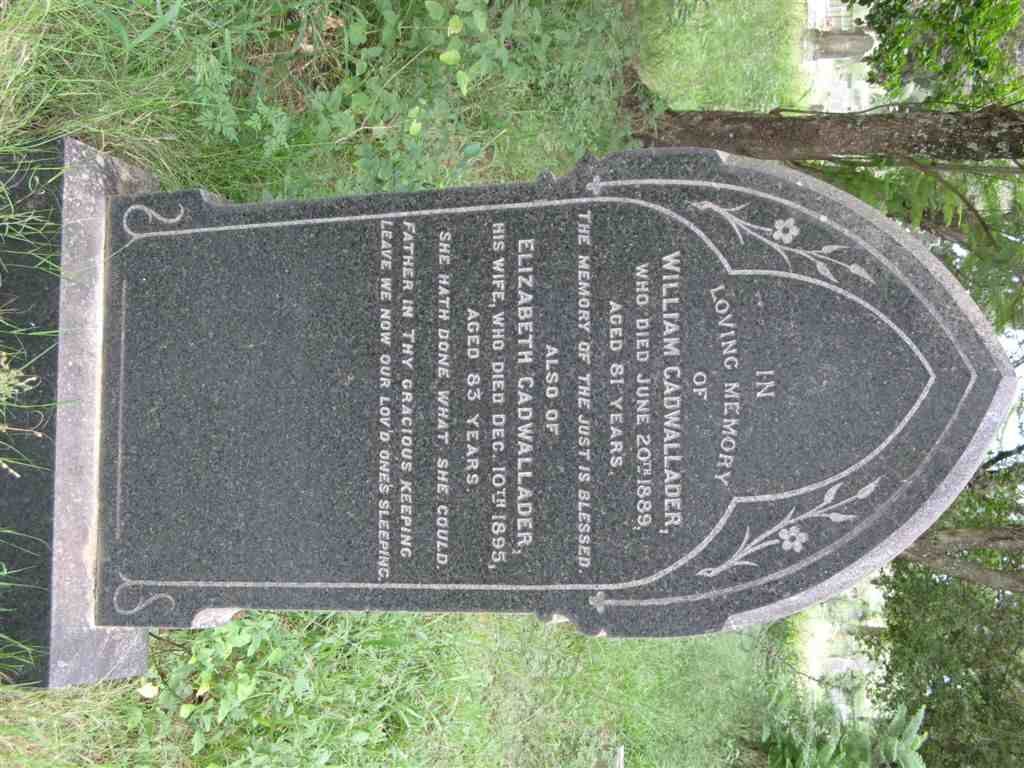 IN
LOVING MEMORY
OF
WILLIAM CADWALLADER,
WHO DIED JUNE 20TH 1889,
AGED 81 YEARS.
THE MEMORY OF THE JUST IS BLESSED.
ALSO OF
ELIZABETH CADWALLADER,
HIS WIFE, WHO DIED DEC. 10TH 1895,
AGED 83 YEARS.
SHE HATH DONE WHAT SHE COULD.
FATHER IN THY GRACIOUS KEEPING
LEAVE WE NOW OUR LOV'D ONES SLEEPING.